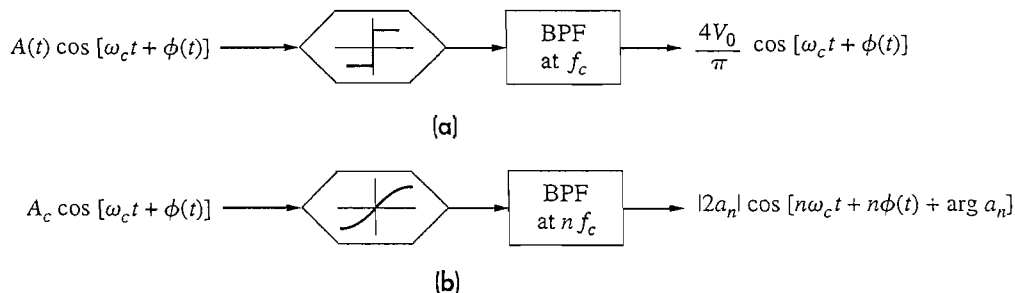 A(t) cos [ω_c t + ϕ(t)]
BPF
at f_c
4V_0
π
cos [ω_c t + ϕ(t)]
(a)
A_c cos [ω_c t + ϕ(t)]
BPF
at n f_c
|2a_n| cos [nω_c t + nϕ(t) + arg a_n]
(b)